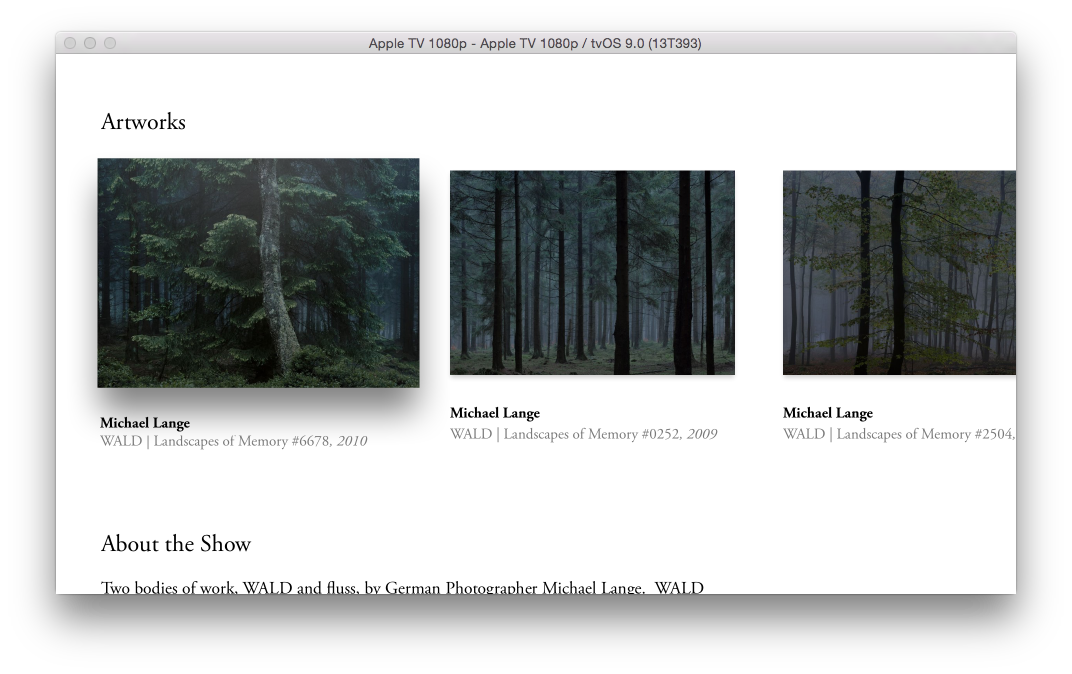 Apple TV 1080p - Apple TV 1080p / tvOS 9.0 (13T393)
Artworks
Michael Lange
WALD | Landscapes of Memory #6678, 2010
Michael Lange
WALD | Landscapes of Memory #0252, 2009
Michael Lange
WALD | Landscapes of Memory #2504,
About the Show
Two bodies of work, WALD and fluss, by German Photographer Michael Lange.  WALD